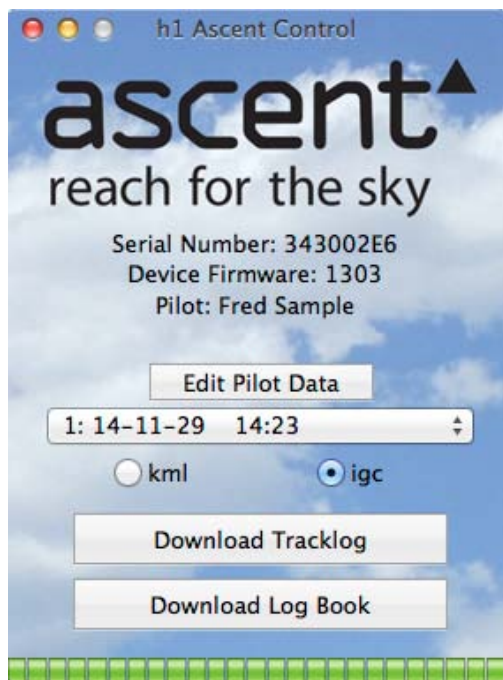 h1 Ascent Control
ascent
reach for the sky
Serial Number: 343002E6
Device Firmware: 1303
Pilot: Fred Sample
Edit Pilot Data
1: 14-11-29 14:23
kml igc
Download Tracklog
Download Log Book